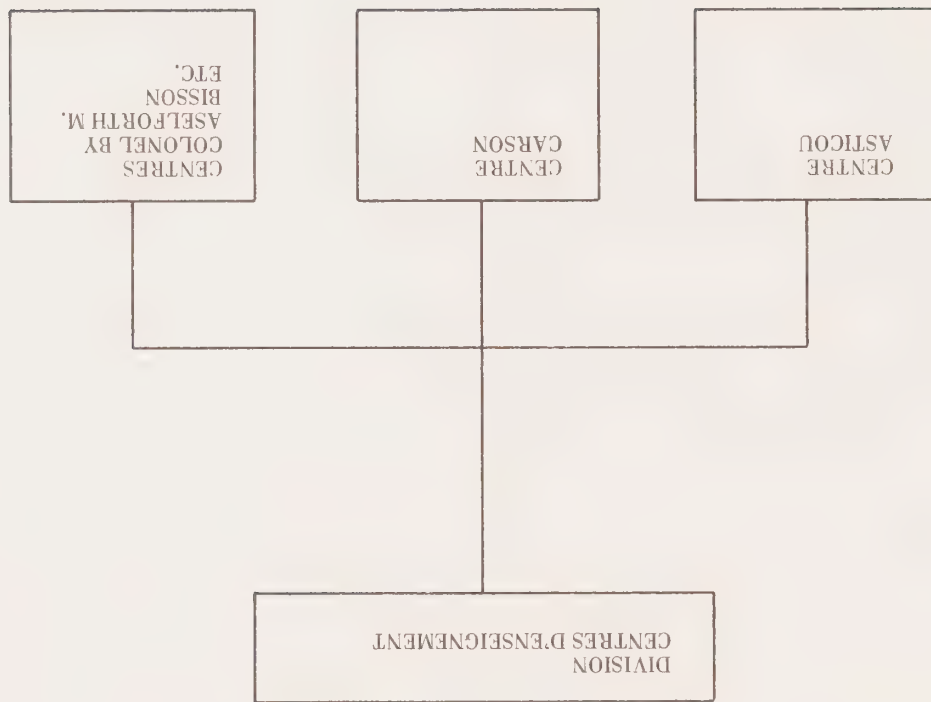 DIVISION
CENTRES D'ENSEIGNEMENT
CENTRE
ASTICOU
CENTRE
CARSON
CENTRES
COLONEL BY
ASELFORTH M.
BISSON
ETC.